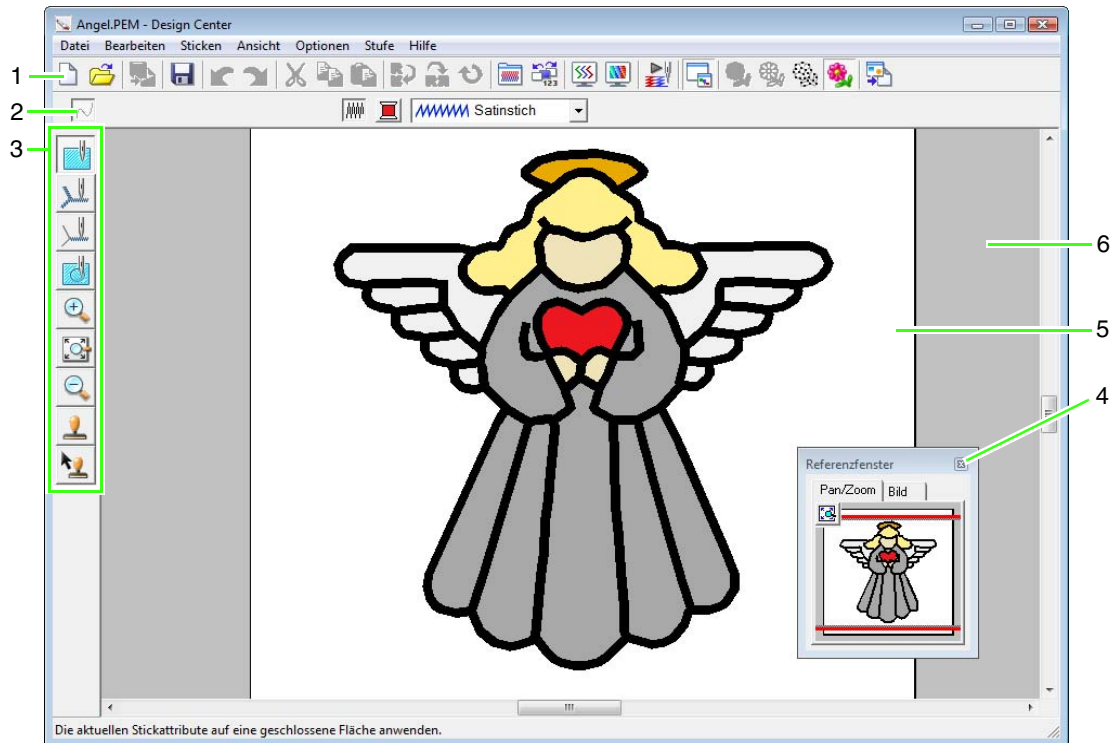 Angel.PEM - Design Center
Datei Bearbeiten Sticken Ansicht Optionen Stufe Hilfe
1
123
2
Satinstich
3
6
5
4
Referenzfenster
Pan/Zoom Bild
Die aktuellen Stickattribute auf eine geschlossene Fläche anwenden.